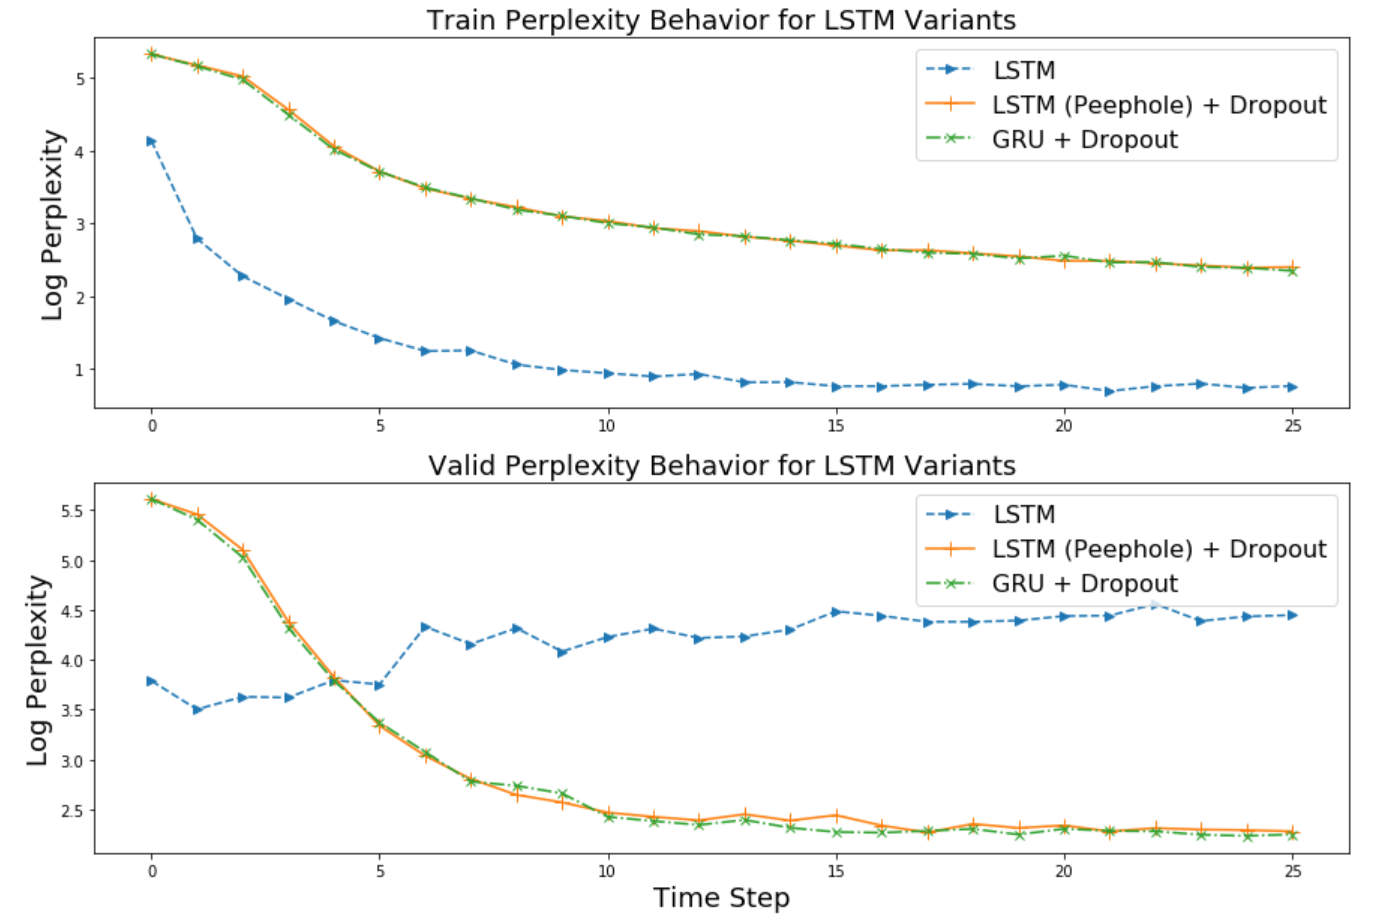 Train Perplexity Behavior for LSTM Variants
Log Perplexity
5
4
3
2
1
LSTM
LSTM (Peephole) + Dropout
GRU + Dropout
0 5 10 15 20 25
Valid Perplexity Behavior for LSTM Variants
Log Perplexity
5.5
5.0
4.5
4.0
3.5
3.0
2.5
LSTM
LSTM (Peephole) + Dropout
GRU + Dropout
0 5 10 15 20 25
Time Step